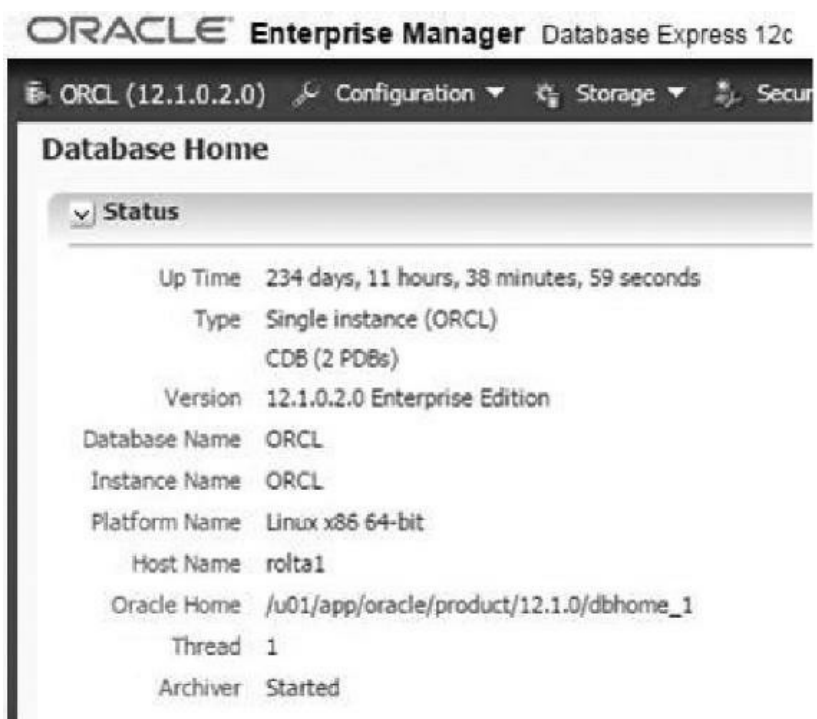 ORACLE Enterprise Manager Database Express 12c
ORCL (12.1.0.2.0) Configuration Storage Secur
Database Home
Status
Up Time 234 days, 11 hours, 38 minutes, 59 seconds
Type Single instance (ORCL)
CDB (2 PDBs)
Version 12.1.0.2.0 Enterprise Edition
Database Name ORCL
Instance Name ORCL
Platform Name Linux x86 64-bit
Host Name rolta1
Oracle Home /u01/app/oracle/product/12.1.0/dbhome_1
Thread 1
Archiver Started